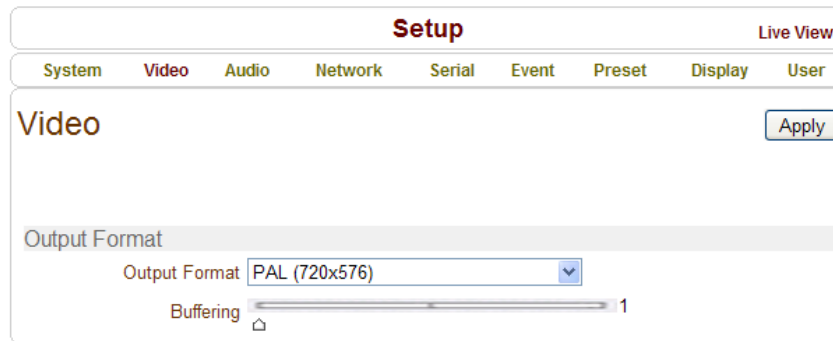 Setup
Live View
System Video Audio Network Serial Event Preset Display User
Video
Apply
Output Format
Output Format PAL (720x576)
Buffering 1